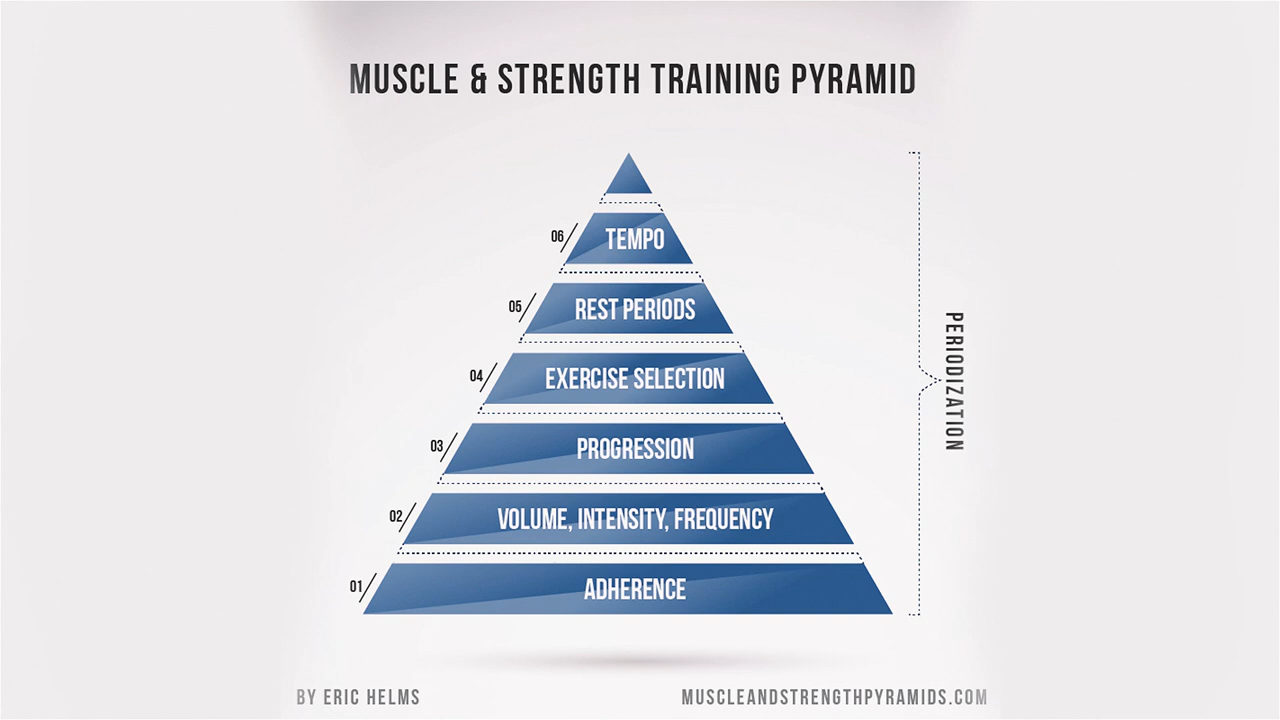 MUSCLE & STRENGTH TRAINING PYRAMID
06 TEMPO
05 REST PERIODS
04 EXERCISE SELECTION
03 PROGRESSION
02 VOLUME, INTENSITY, FREQUENCY
01 ADHERENCE
PERIODIZATION
BY ERIC HELMS
MUSCLEANDSTRENGTHPYRAMIDS.COM